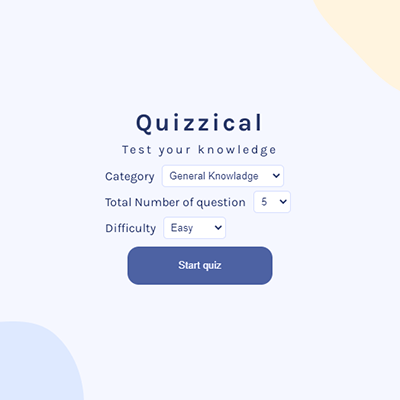 Quizzical
Test your knowledge
Category General Knowladge
Total Number of question 5
Difficulty Easy
Start quiz